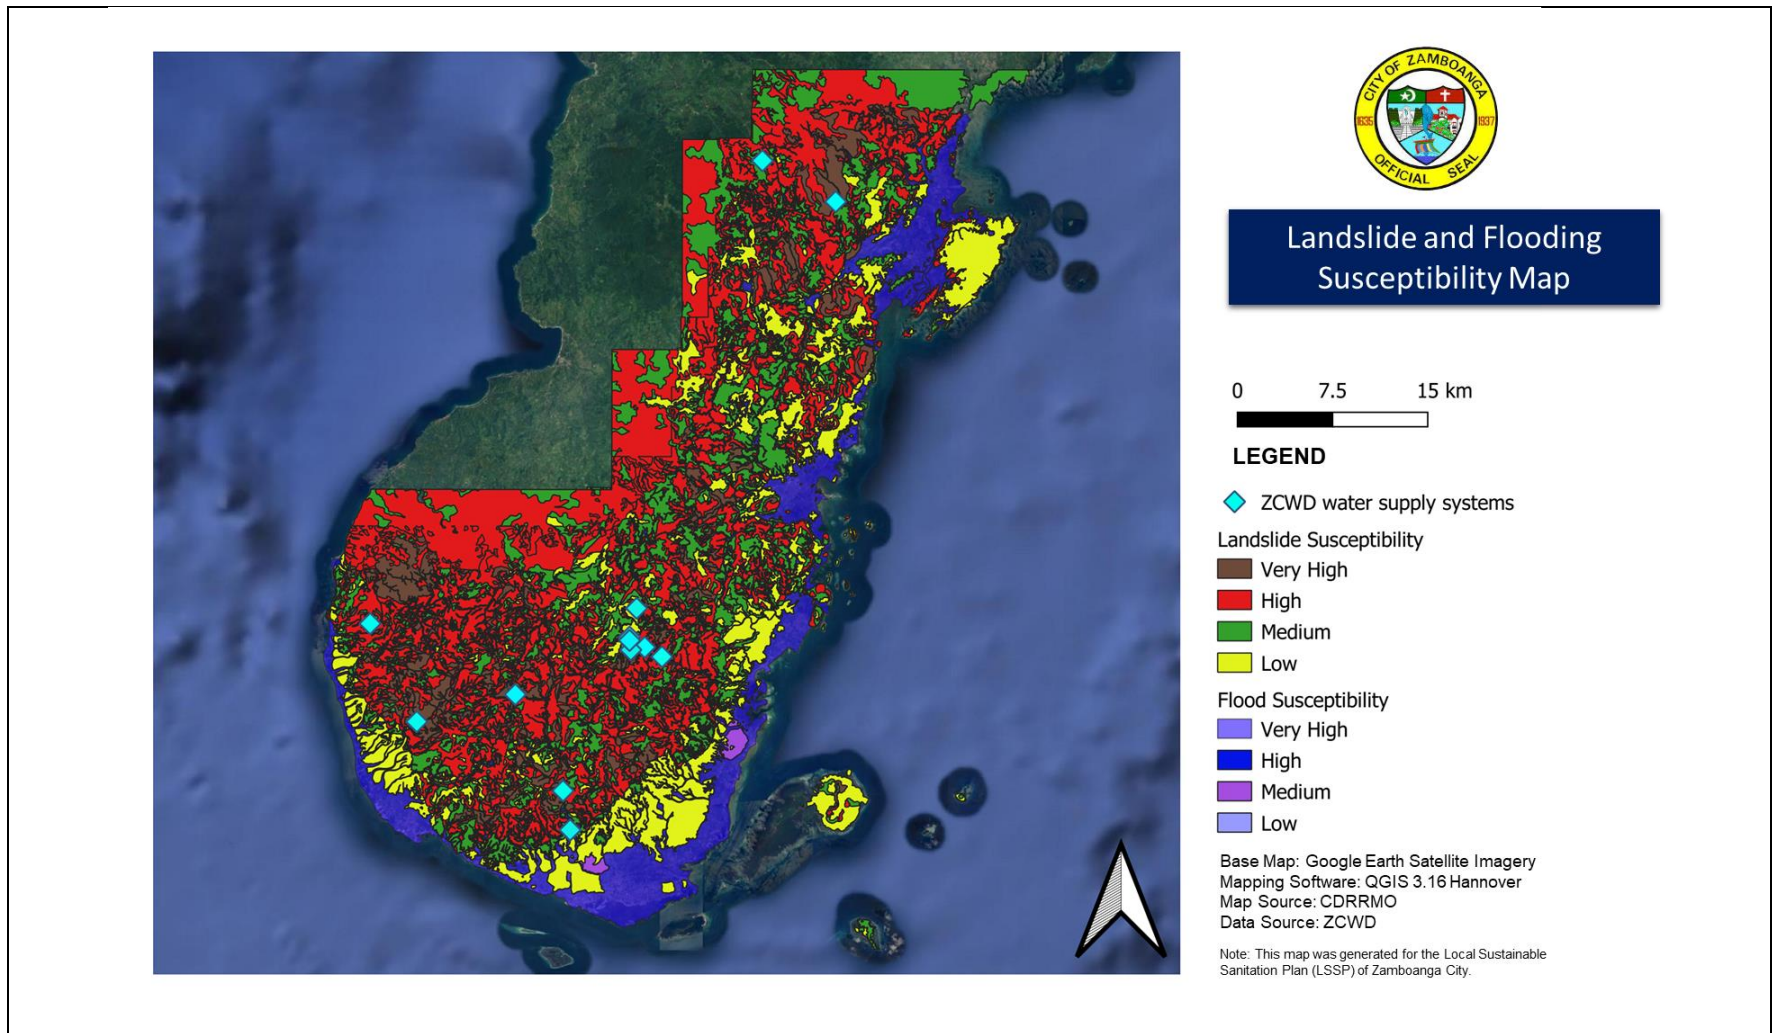 CITY OF ZAMBOANGA
1635
1937
OFFICIAL SEAL
Landslide and Flooding
Susceptibility Map
0 7.5 15 km
LEGEND
ZCWD water supply systems
Landslide Susceptibility
Very High
High
Medium
Low
Flood Susceptibility
Very High
High
Medium
Low
Base Map: Google Earth Satellite Imagery
Mapping Software: QGIS 3.16 Hannover
Map Source: CDRRMO
Data Source: ZCWD
Note: This map was generated for the Local Sustainable
Sanitation Plan (LSSP) of Zamboanga City.